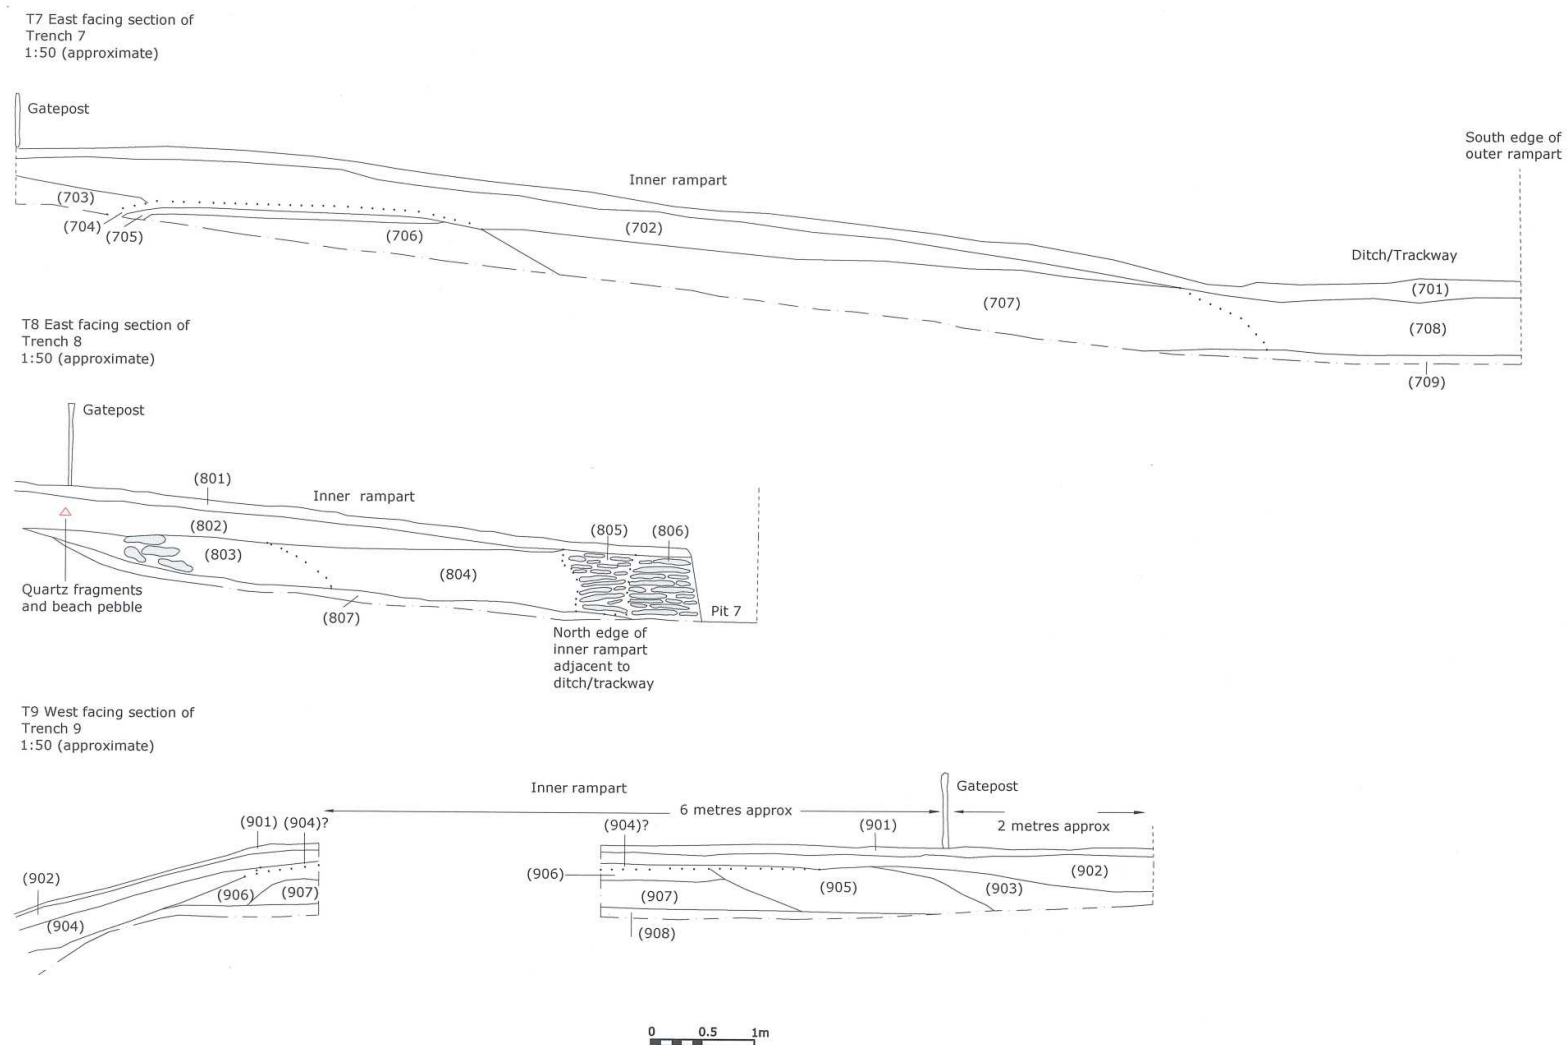 T7 East facing section of
Trench 7
1:50 (approximate)
Gatepost
South edge of
outer rampart
Inner rampart
(703)
(704)
(705)
(706)
(702)
Ditch/Trackway
(701)
(707)
(708)
(709)
T8 East facing section of
Trench 8
1:50 (approximate)
Gatepost
(801)
Inner rampart
(802)
(803)
(804)
(805)
(806)
Quartz fragments
and beach pebble
(807)
Pit 7
North edge of
inner rampart
adjacent to
ditch/trackway
T9 West facing section of
Trench 9
1:50 (approximate)
Inner rampart
Gatepost
6 metres approx
2 metres approx
(901) (904)?
(904)?
(901)
(902)
(906)
(907)
(904)
(906)
(907)
(905)
(903)
(902)
(908)
0 0.5 1m